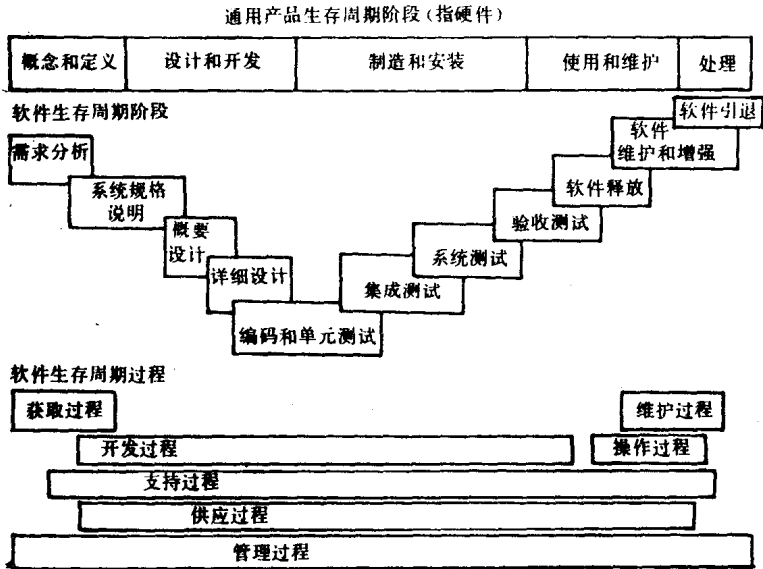 通用产品生存周期阶段(指硬件)
概念和定义 设计和开发 制造和安装 使用和维护 处理
软件生存周期阶段
软件引退
软件
维护和增强
需求分析
软件释放
系统规格
说明
验收测试
概要
设计
系统测试
详细设计
集成测试
编码和单元测试
软件生存周期过程
获取过程 维护过程
开发过程 操作过程
支持过程
供应过程
管理过程